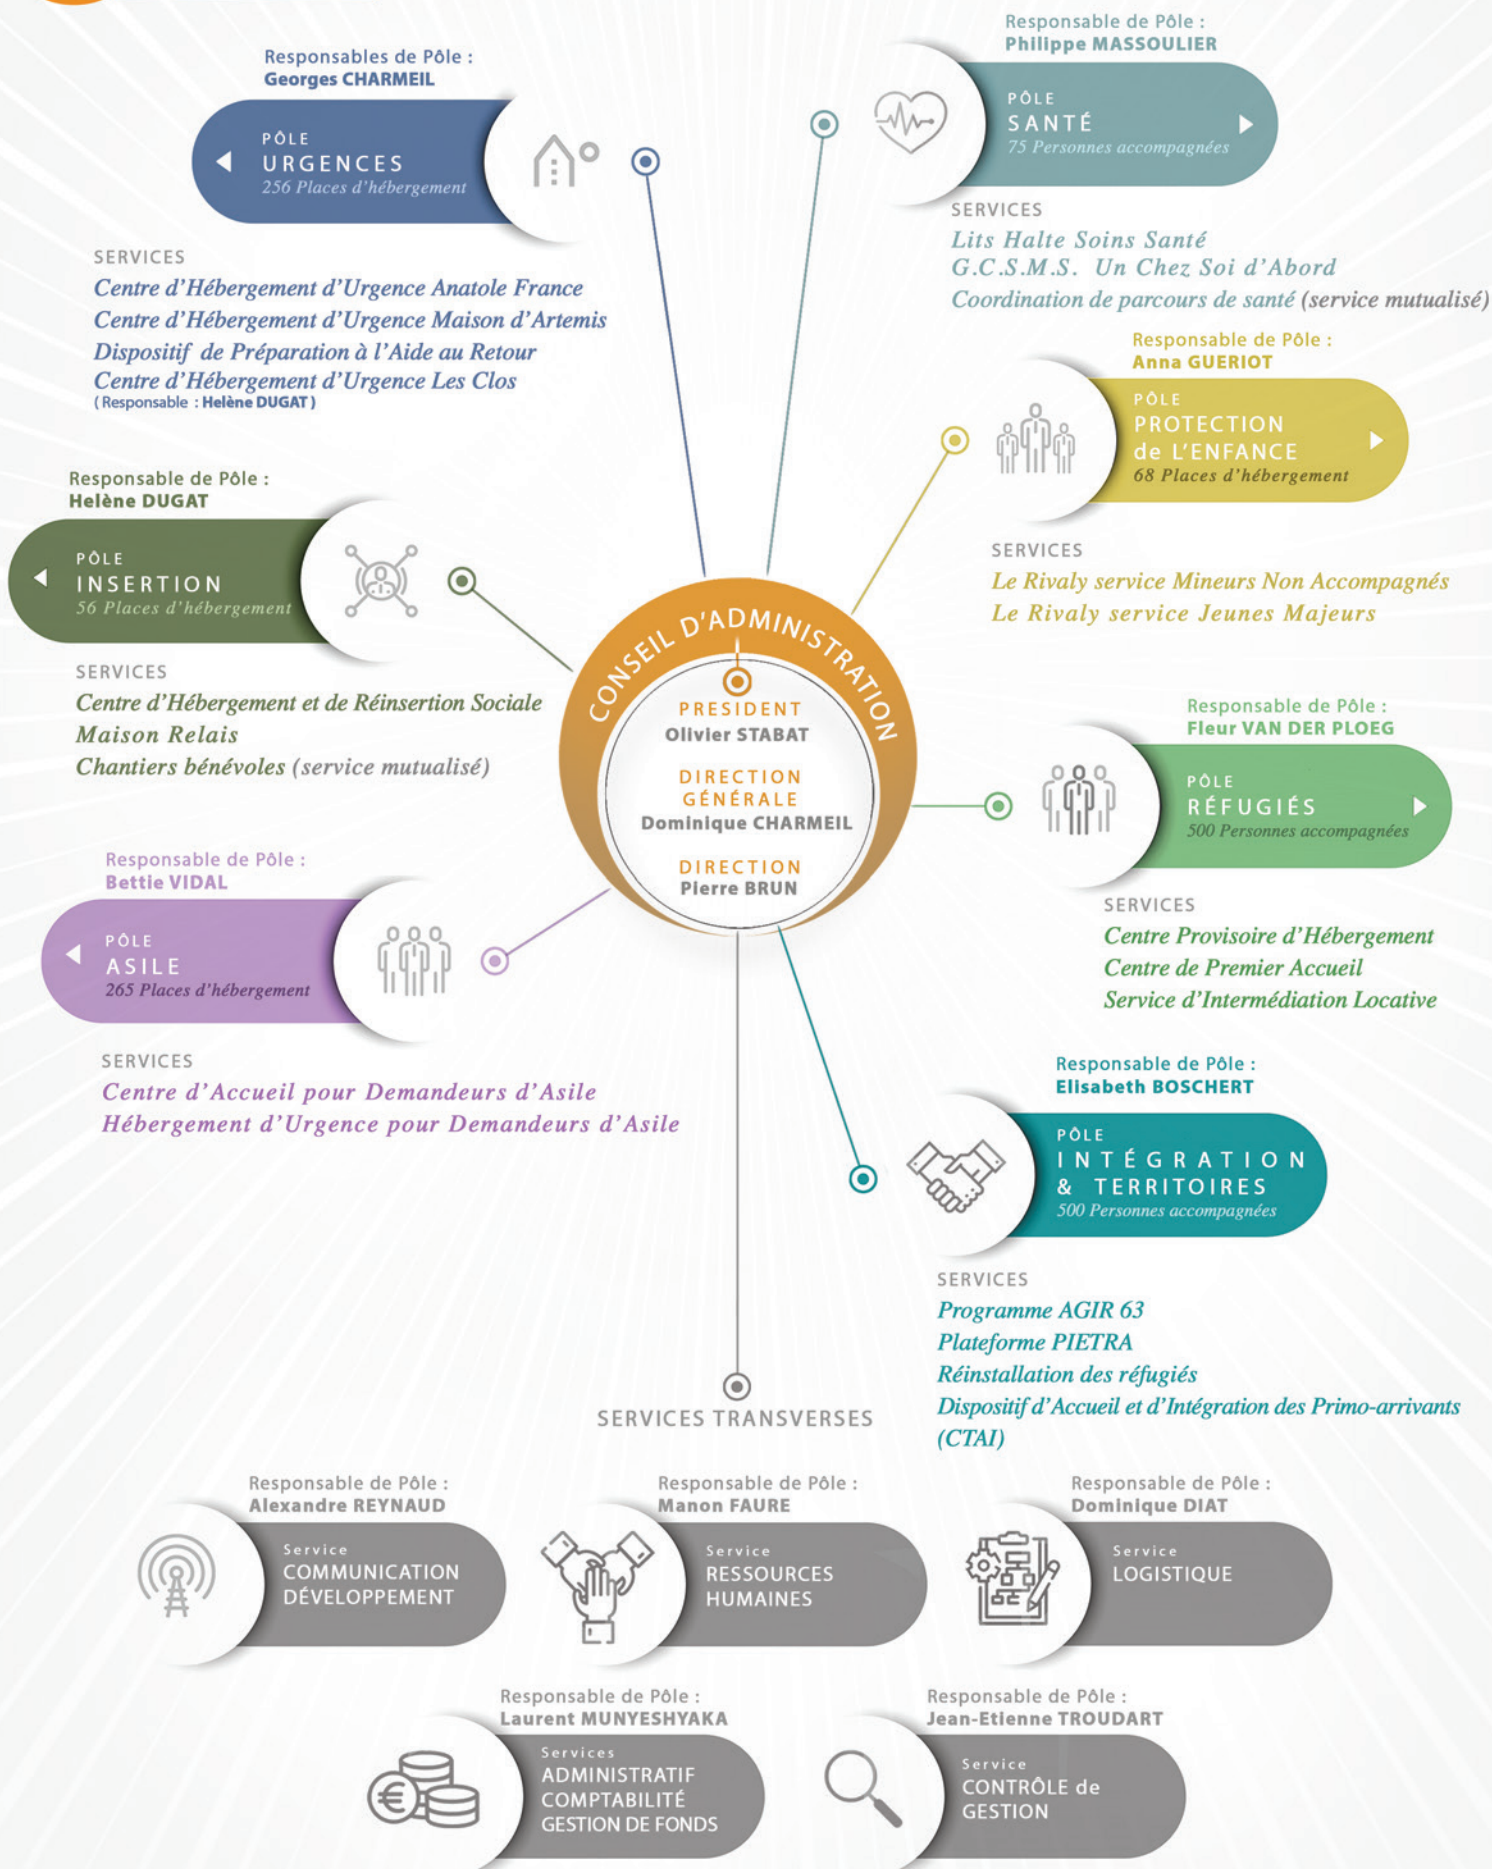 Responsables de Pôle :
Georges CHARMEIL
PÔLE
URGENCES
256 Places d'hébergement
SERVICES
Centre d'Hébergement d'Urgence Anatole France
Centre d'Hébergement d'Urgence Maison d'Artemis
Dispositif de Préparation à l'Aide au Retour
Centre d'Hébergement d'Urgence Les Clos
( Responsable : Helène DUGAT )
Responsable de Pôle :
Philippe MASSOULIER
PÔLE
SANTÉ
75 Personnes accompagnées
SERVICES
Lits Halte Soins Santé
G.C.S.M.S. Un Chez Soi d'Abord
Coordination de parcours de santé (service mutualisé)
Responsable de Pôle :
Anna GUERIOT
PÔLE
PROTECTION
de L'ENFANCE
68 Places d'hébergement
SERVICES
Le Rivaly service Mineurs Non Accompagnés
Le Rivaly service Jeunes Majeurs
Responsable de Pôle :
Helène DUGAT
PÔLE
INSERTION
56 Places d'hébergement
SERVICES
Centre d'Hébergement et de Réinsertion Sociale
Maison Relais
Chantiers bénévoles (service mutualisé)
CONSEIL D'ADMINISTRATION
PRESIDENT
Olivier STABAT
DIRECTION
GÉNÉRALE
Dominique CHARMEIL
DIRECTION
Pierre BRUN
Responsable de Pôle :
Fleur VAN DER PLOEG
PÔLE
RÉFUGIÉS
500 Personnes accompagnées
SERVICES
Centre Provisoire d'Hébergement
Centre de Premier Accueil
Service d'Intermédiation Locative
Responsable de Pôle :
Bettie VIDAL
PÔLE
ASILE
265 Places d'hébergement
SERVICES
Centre d'Accueil pour Demandeurs d'Asile
Hébergement d'Urgence pour Demandeurs d'Asile
Responsable de Pôle :
Elisabeth BOSCHERT
PÔLE
INTÉGRATION
& TERRITOIRES
500 Personnes accompagnées
SERVICES
Programme AGIR 63
Plateforme PIETRA
Réinstallation des réfugiés
Dispositif d'Accueil et d'Intégration des Primo-arrivants
(CTAI)
SERVICES TRANSVERSES
Responsable de Pôle :
Alexandre REYNAUD
Service
COMMUNICATION
DÉVELOPPEMENT
Responsable de Pôle :
Manon FAURE
Service
RESSOURCES
HUMAINES
Responsable de Pôle :
Dominique DIAT
Service
LOGISTIQUE
Responsable de Pôle :
Laurent MUNYESHYAKA
Services
ADMINISTRATIF
COMPTABILITÉ
GESTION DE FONDS
Responsable de Pôle :
Jean-Etienne TROUDART
Service
CONTRÔLE de
GESTION